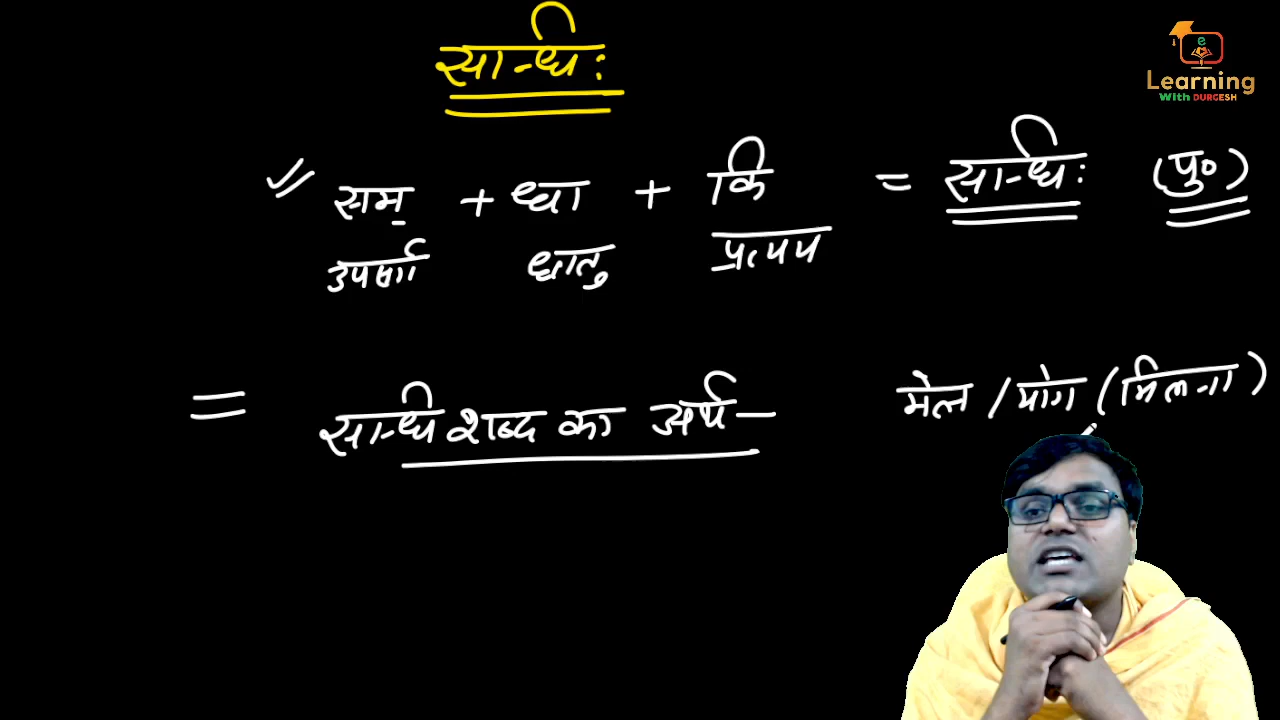 सन्धिः
e
Learning
With DURGESH
सम् + धा + कि = सन्धिः (पु०)
उपसर्ग धातु प्रत्यय
= सन्धि शब्द का अर्थ — मेल / योग (मिलना)